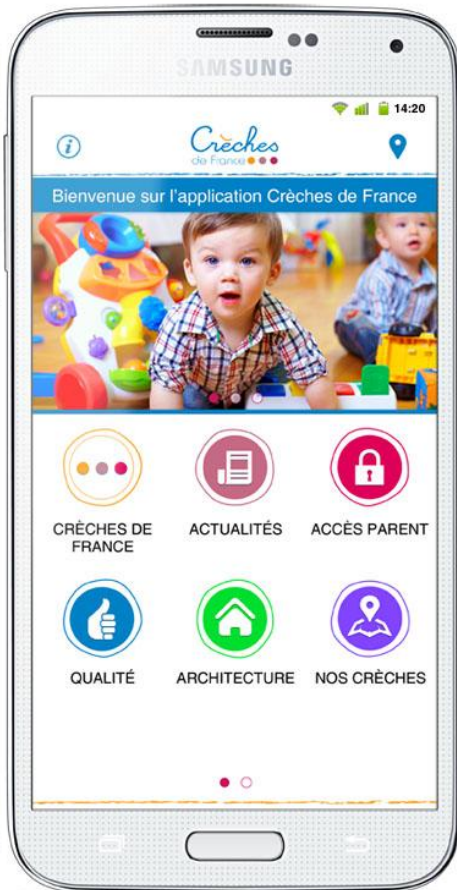 SAMSUNG
14:20
i
Crèches
de France
Bienvenue sur l'application Crèches de France
CRÈCHES DE
FRANCE
ACTUALITÉS
ACCÈS PARENT
QUALITÉ
ARCHITECTURE
NOS CRÈCHES